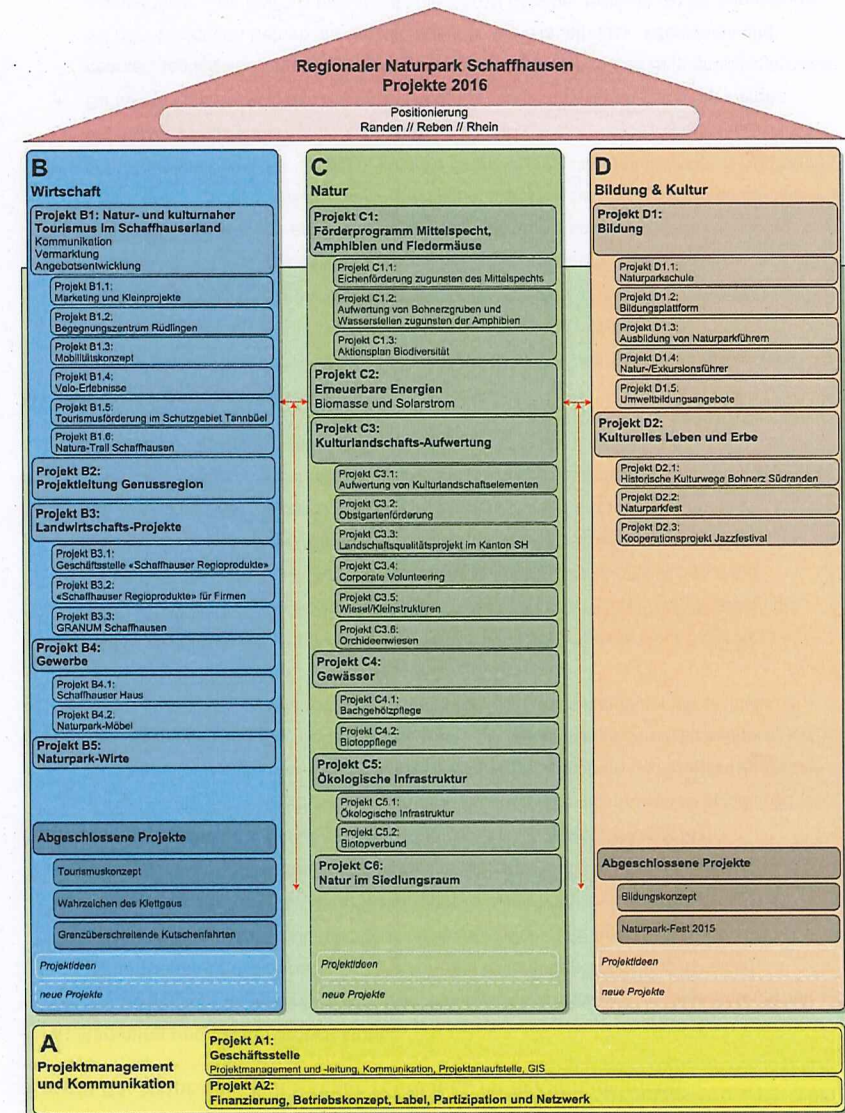 Regionaler Naturpark Schaffhausen
Projekte 2016
Positionierung
Randen // Reben // Rhein
B
Wirtschaft
Projekt B1: Natur- und kulturnaher
Tourismus im Schaffhauserland
Kommunikation
Vermarktung
Angebotsentwicklung
Projekt B1.1:
Marketing und Kleinprojekte
Projekt B1.2:
Begegnungszentrum Rüdlingen
Projekt B1.3:
Mobilitätskonzept
Projekt B1.4:
Velo-Erlebnisse
Projekt B1.5:
Tourismusförderung im Schutzgebiet Tannbüel
Projekt B1.6:
Natura-Trail Schaffhausen
Projekt B2:
Projektleitung Genussregion
Projekt B3:
Landwirtschafts-Projekte
Projekt B3.1:
Geschäftsstelle «Schaffhauser Regioprodukte»
Projekt B3.2:
«Schaffhauser Regioprodukte» für Firmen
Projekt B3.3:
GRANUM Schaffhausen
Projekt B4:
Gewerbe
Projekt B4.1:
Schaffhauser Haus
Projekt B4.2:
Naturpark-Möbel
Projekt B5:
Naturpark-Wirte
Abgeschlossene Projekte
Tourismuskonzept
Wahrzeichen des Klettgaus
Grenzüberschreitende Kutschenfahrten
Projektideen
neue Projekte
C
Natur
Projekt C1:
Förderprogramm Mittelspecht,
Amphibien und Fledermäuse
Projekt C1.1:
Eichenförderung zugunsten des Mittelspechts
Projekt C1.2:
Aufwertung von Bohnerzgruben und
Wasserstellen zugunsten der Amphibien
Projekt C1.3:
Aktionsplan Biodiversität
Projekt C2:
Erneuerbare Energien
Biomasse und Solarstrom
Projekt C3:
Kulturlandschafts-Aufwertung
Projekt C3.1:
Aufwertung von Kulturlandschaftselementen
Projekt C3.2:
Obstgartenförderung
Projekt C3.3:
Landschaftsqualitätsprojekt im Kanton SH
Projekt C3.4:
Corporate Volunteering
Projekt C3.5:
Wiesel/Kleinstrukturen
Projekt C3.6:
Orchideenwiesen
Projekt C4:
Gewässer
Projekt C4.1:
Bachgehölzpflege
Projekt C4.2:
Biotoppflege
Projekt C5:
Ökologische Infrastruktur
Projekt C5.1:
Ökologische Infrastruktur
Projekt C5.2:
Biotopverbund
Projekt C6:
Natur im Siedlungsraum
Projektideen
neue Projekte
D
Bildung & Kultur
Projekt D1:
Bildung
Projekt D1.1:
Naturparkschule
Projekt D1.2:
Bildungsplattform
Projekt D1.3:
Ausbildung von Naturparkführern
Projekt D1.4:
Natur-/Exkursionsführer
Projekt D1.5.
Umweltbildungsangebote
Projekt D2:
Kulturelles Leben und Erbe
Projekt D2.1:
Historische Kulturwege Bohnerz Südranden
Projekt D2.2:
Naturparkfest
Projekt D2.3:
Kooperationsprojekt Jazzfestival
Abgeschlossene Projekte
Bildungskonzept
Naturpark-Fest 2015
Projektideen
neue Projekte
A
Projektmanagement
und Kommunikation
Projekt A1:
Geschäftsstelle
Projektmanagement und -leitung, Kommunikation, Projektanlaufstelle, GIS
Projekt A2:
Finanzierung, Betriebskonzept, Label, Partizipation und Netzwerk